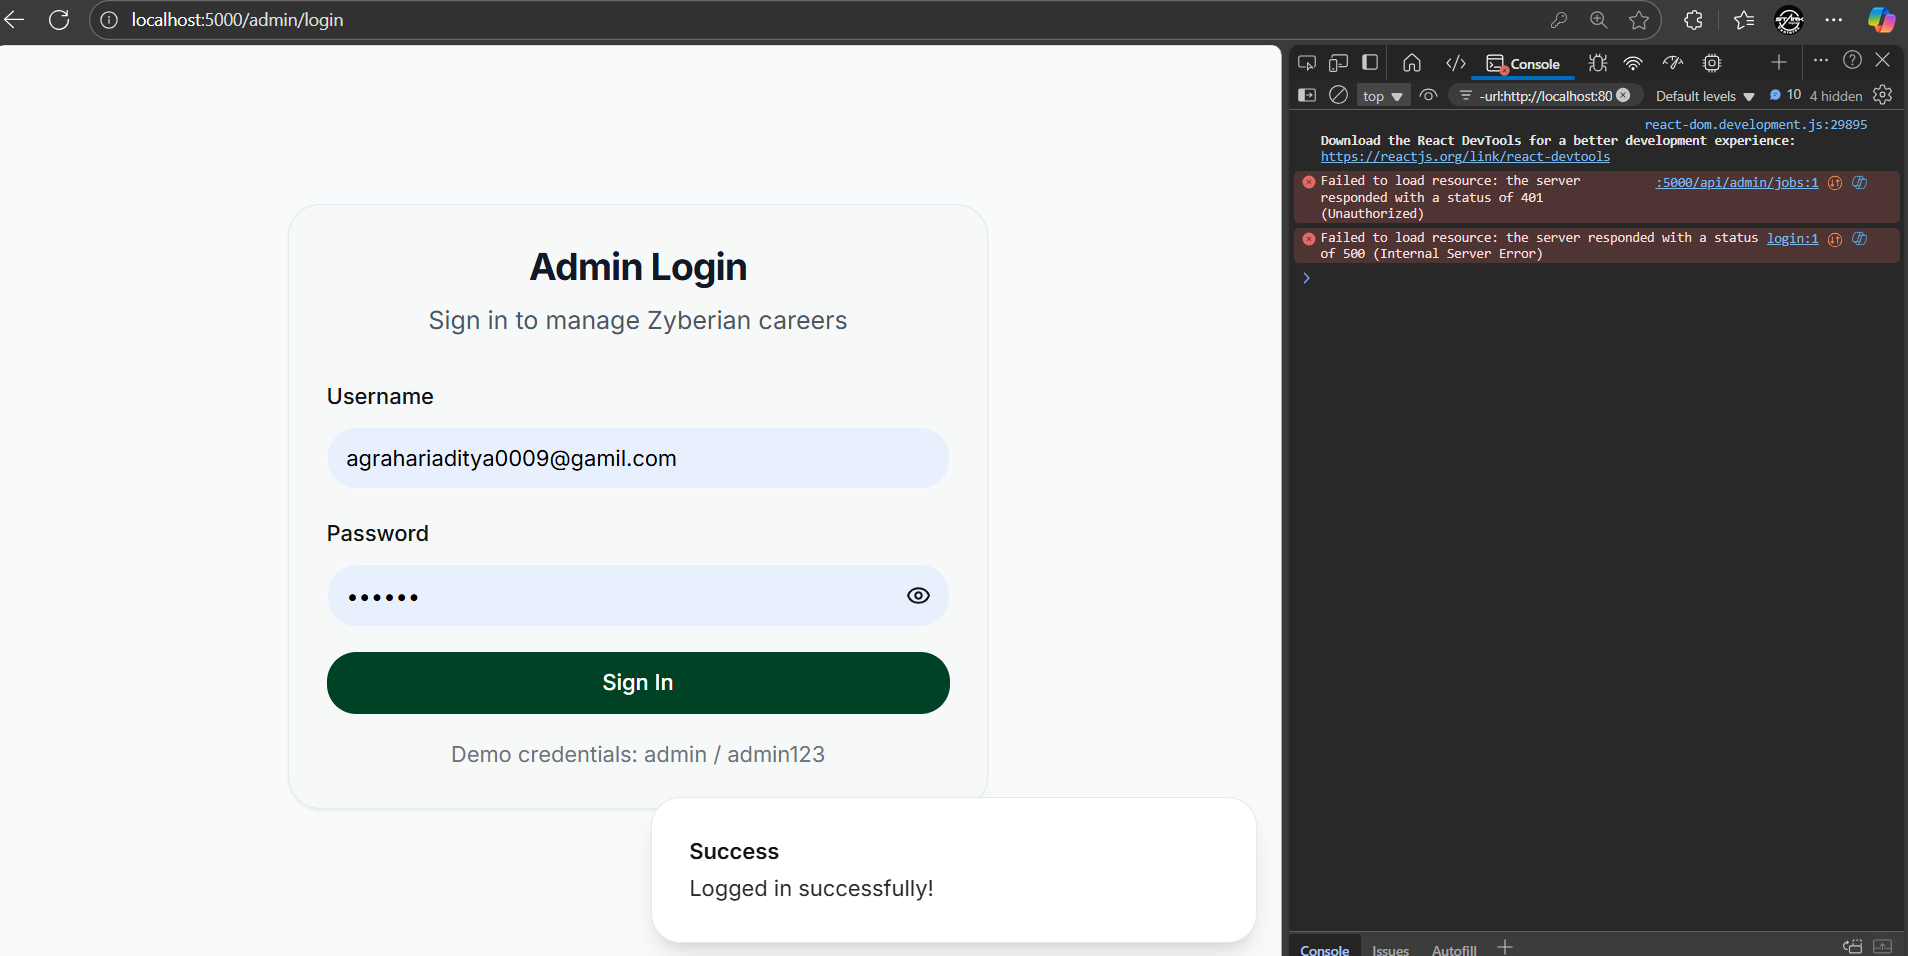 localhost:5000/admin/login
Console
top
-url:http://localhost:80
Default levels
10
4 hidden
react-dom.development.js:29895
Download the React DevTools for a better development experience:
https://reactjs.org/link/react-devtools
Failed to load resource: the server
:5000/api/admin/jobs:1
responded with a status of 401
(Unauthorized)
Failed to load resource: the server responded with a status
login:1
of 500 (Internal Server Error)
Admin Login
Sign in to manage Zyberian careers
Username
agrahariaditya0009@gamil.com
Password
••••••
Sign In
Demo credentials: admin / admin123
Success
Logged in successfully!
Console
Issues
Autofill